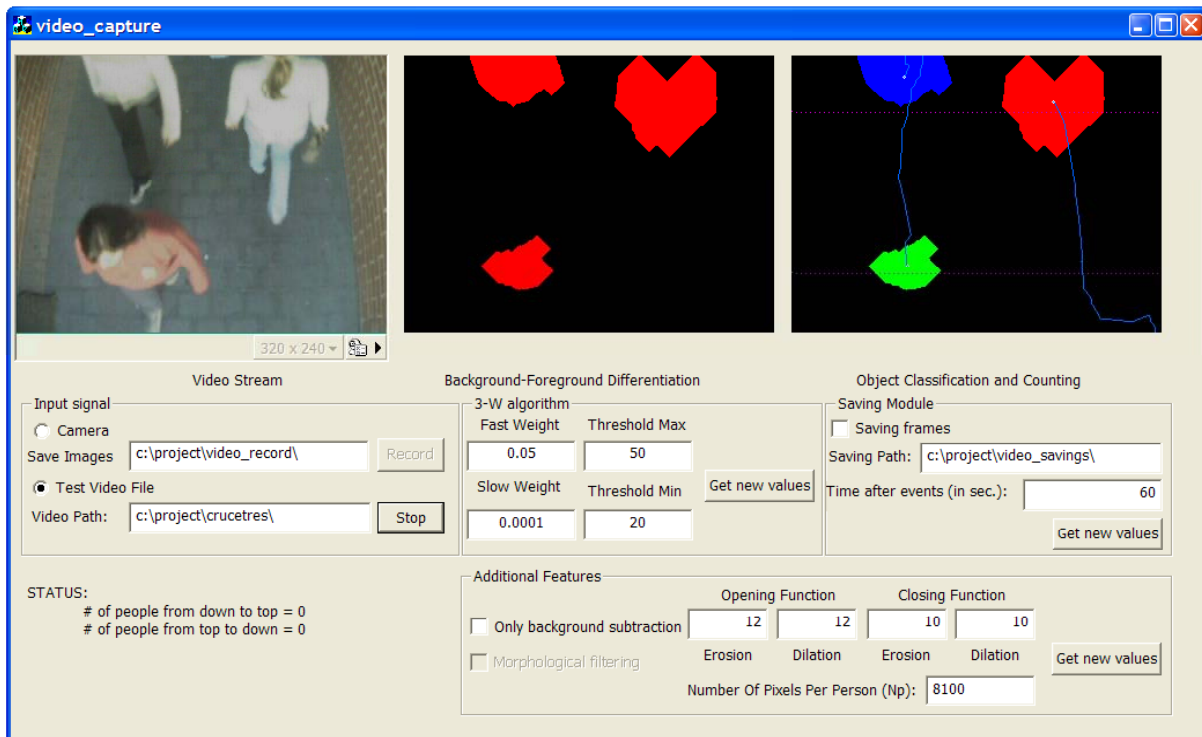 video_capture
320 x 240
Video Stream
Background-Foreground Differentiation
Object Classification and Counting
Input signal
Camera
Save Images c:\project\video_record\ Record
Test Video File
Video Path: c:\project\crucetres\ Stop
3-W algorithm
Fast Weight Threshold Max
0.05 50
Slow Weight Threshold Min
Get new values
0.0001 20
Saving Module
Saving frames
Saving Path: c:\project\video_savings\
Time after events (in sec.): 60
Get new values
STATUS:
# of people from down to top = 0
# of people from top to down = 0
Additional Features
Opening Function Closing Function
Only background subtraction 12 12 10 10
Morphological filtering Erosion Dilation Erosion Dilation Get new values
Number Of Pixels Per Person (Np): 8100